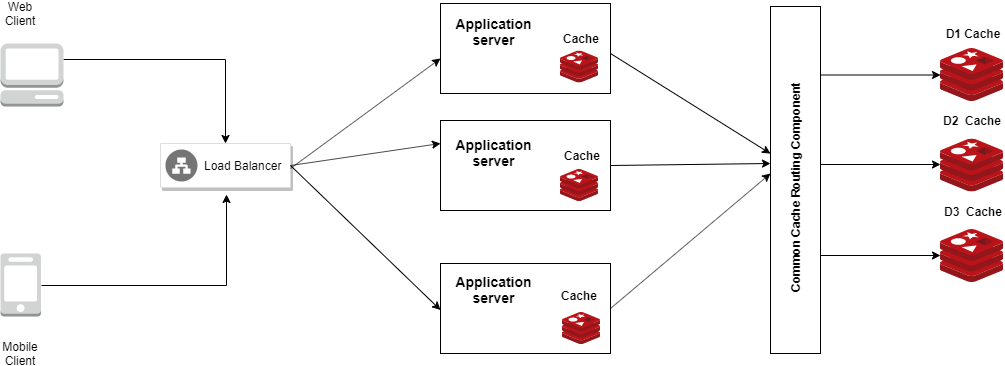 Web
Client
Mobile
Client
Load Balancer
Application
server
Cache
Application
server
Cache
Application
server
Cache
Common Cache Routing Component
D1 Cache
D2 Cache
D3 Cache